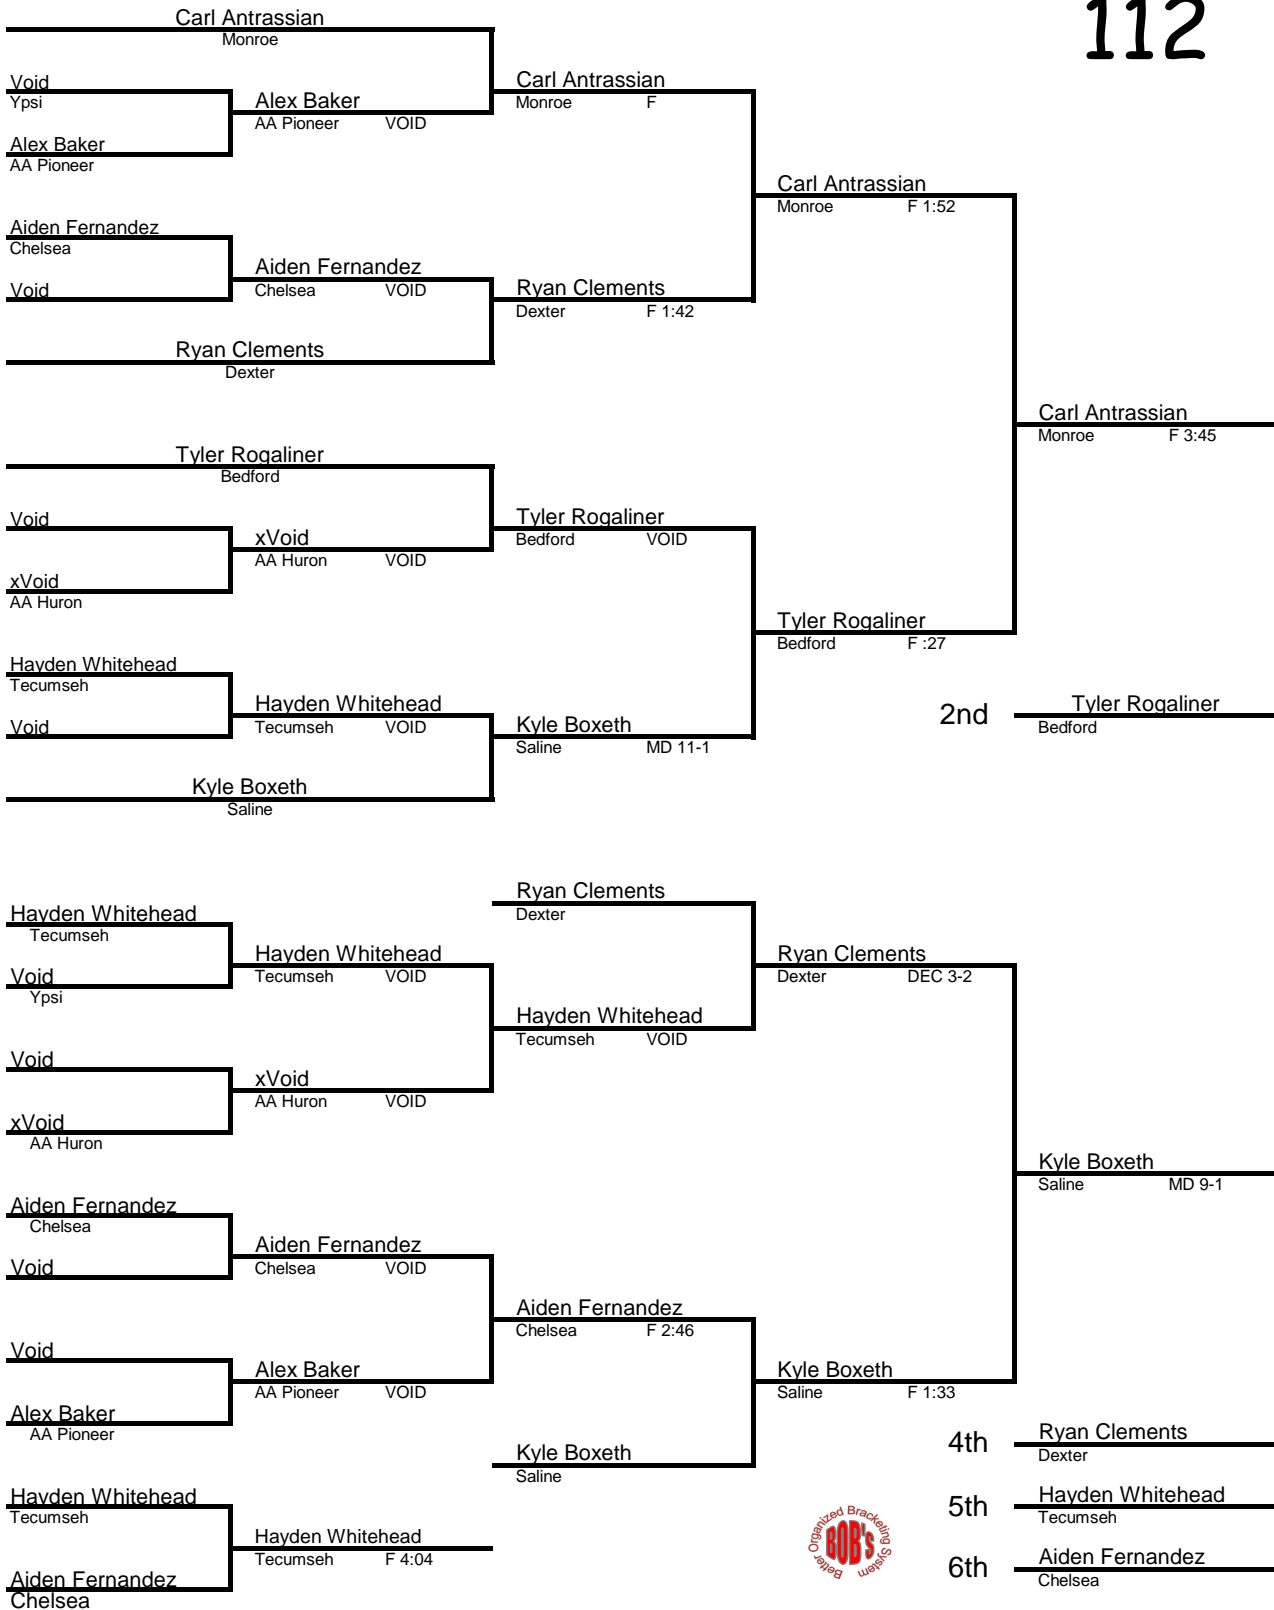 112
Carl Antrassian
Monroe
Void
Ypsi
Alex Baker
AA Pioneer
Alex Baker
AA Pioneer VOID
Carl Antrassian
Monroe F
Aiden Fernandez
Chelsea
Void
Aiden Fernandez
Chelsea VOID
Ryan Clements
Dexter
Ryan Clements
Dexter F 1:42
Carl Antrassian
Monroe F 1:52
Tyler Rogaliner
Bedford
Void
xVoid
AA Huron
xVoid
AA Huron VOID
Tyler Rogaliner
Bedford VOID
Hayden Whitehead
Tecumseh
Void
Hayden Whitehead
Tecumseh VOID
Kyle Boxeth
Saline
Kyle Boxeth
Saline MD 11-1
Tyler Rogaliner
Bedford F :27
Carl Antrassian
Monroe F 3:45
2nd Tyler Rogaliner
Bedford
Hayden Whitehead
Tecumseh
Void
Ypsi
Hayden Whitehead
Tecumseh VOID
Void
xVoid
AA Huron
xVoid
AA Huron VOID
Ryan Clements
Dexter
Hayden Whitehead
Tecumseh VOID
Ryan Clements
Dexter DEC 3-2
Aiden Fernandez
Chelsea
Void
Aiden Fernandez
Chelsea VOID
Void
Alex Baker
AA Pioneer
Alex Baker
AA Pioneer VOID
Aiden Fernandez
Chelsea F 2:46
Kyle Boxeth
Saline
Kyle Boxeth
Saline F 1:33
Kyle Boxeth
Saline MD 9-1
Hayden Whitehead
Tecumseh
Aiden Fernandez
Chelsea
Hayden Whitehead
Tecumseh F 4:04
4th Ryan Clements
Dexter
5th Hayden Whitehead
Tecumseh
6th Aiden Fernandez
Chelsea
Better Organized Bracketing System
BOB's